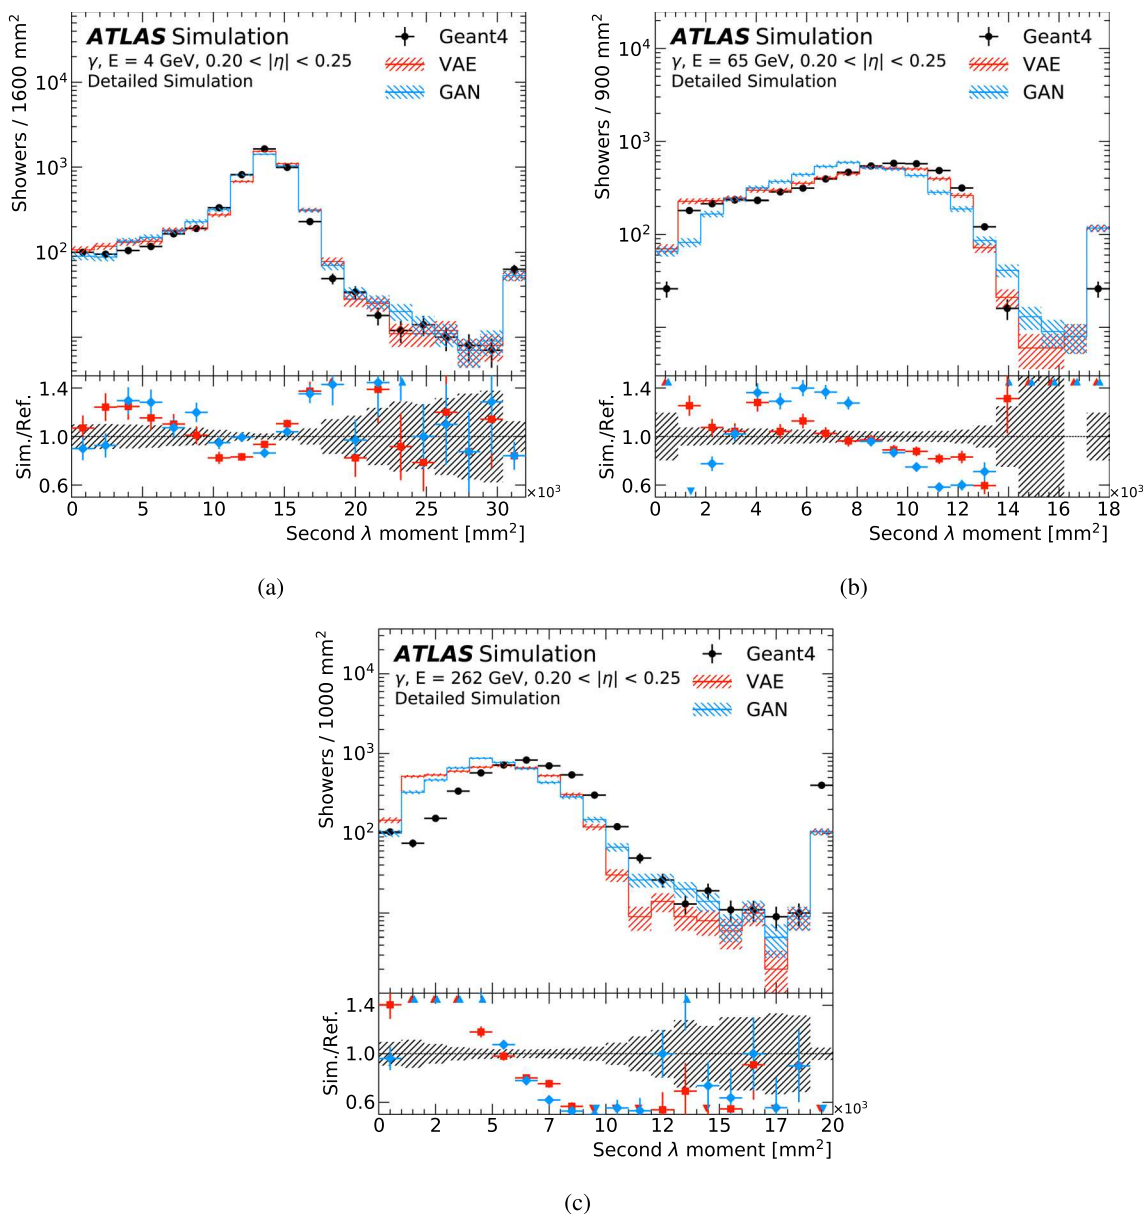 ATLAS Simulation
γ, E = 4 GeV, 0.20 < |η| < 0.25
Detailed Simulation
Geant4
VAE
GAN
Showers / 1600 mm²
10⁴
10³
10²
Sim./Ref.
1.4
1.0
0.6
0 5 10 15 20 25 30
×10³
Second λ moment [mm²]
(a)
ATLAS Simulation
γ, E = 65 GeV, 0.20 < |η| < 0.25
Detailed Simulation
Geant4
VAE
GAN
Showers / 900 mm²
10⁴
10³
10²
Sim./Ref.
1.4
1.0
0.6
0 2 4 6 8 10 12 14 16 18
×10³
Second λ moment [mm²]
(b)
ATLAS Simulation
γ, E = 262 GeV, 0.20 < |η| < 0.25
Detailed Simulation
Geant4
VAE
GAN
Showers / 1000 mm²
10⁴
10³
10²
Sim./Ref.
1.4
1.0
0.6
0 2 5 7 10 12 15 17 20
×10³
Second λ moment [mm²]
(c)